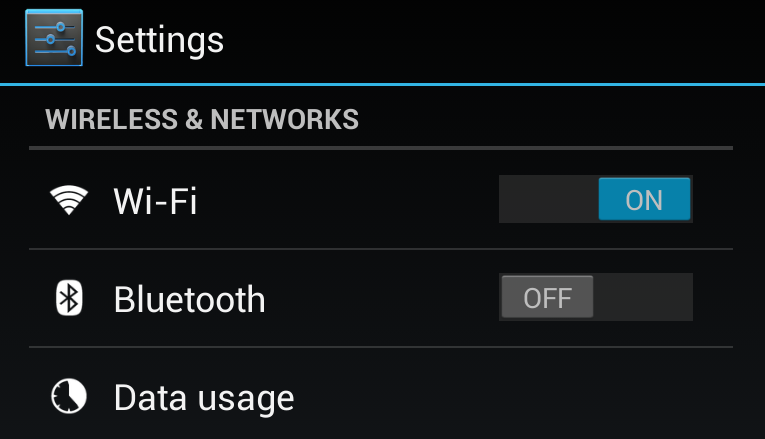 Settings
WIRELESS & NETWORKS
Wi-Fi
ON
Bluetooth
OFF
Data usage